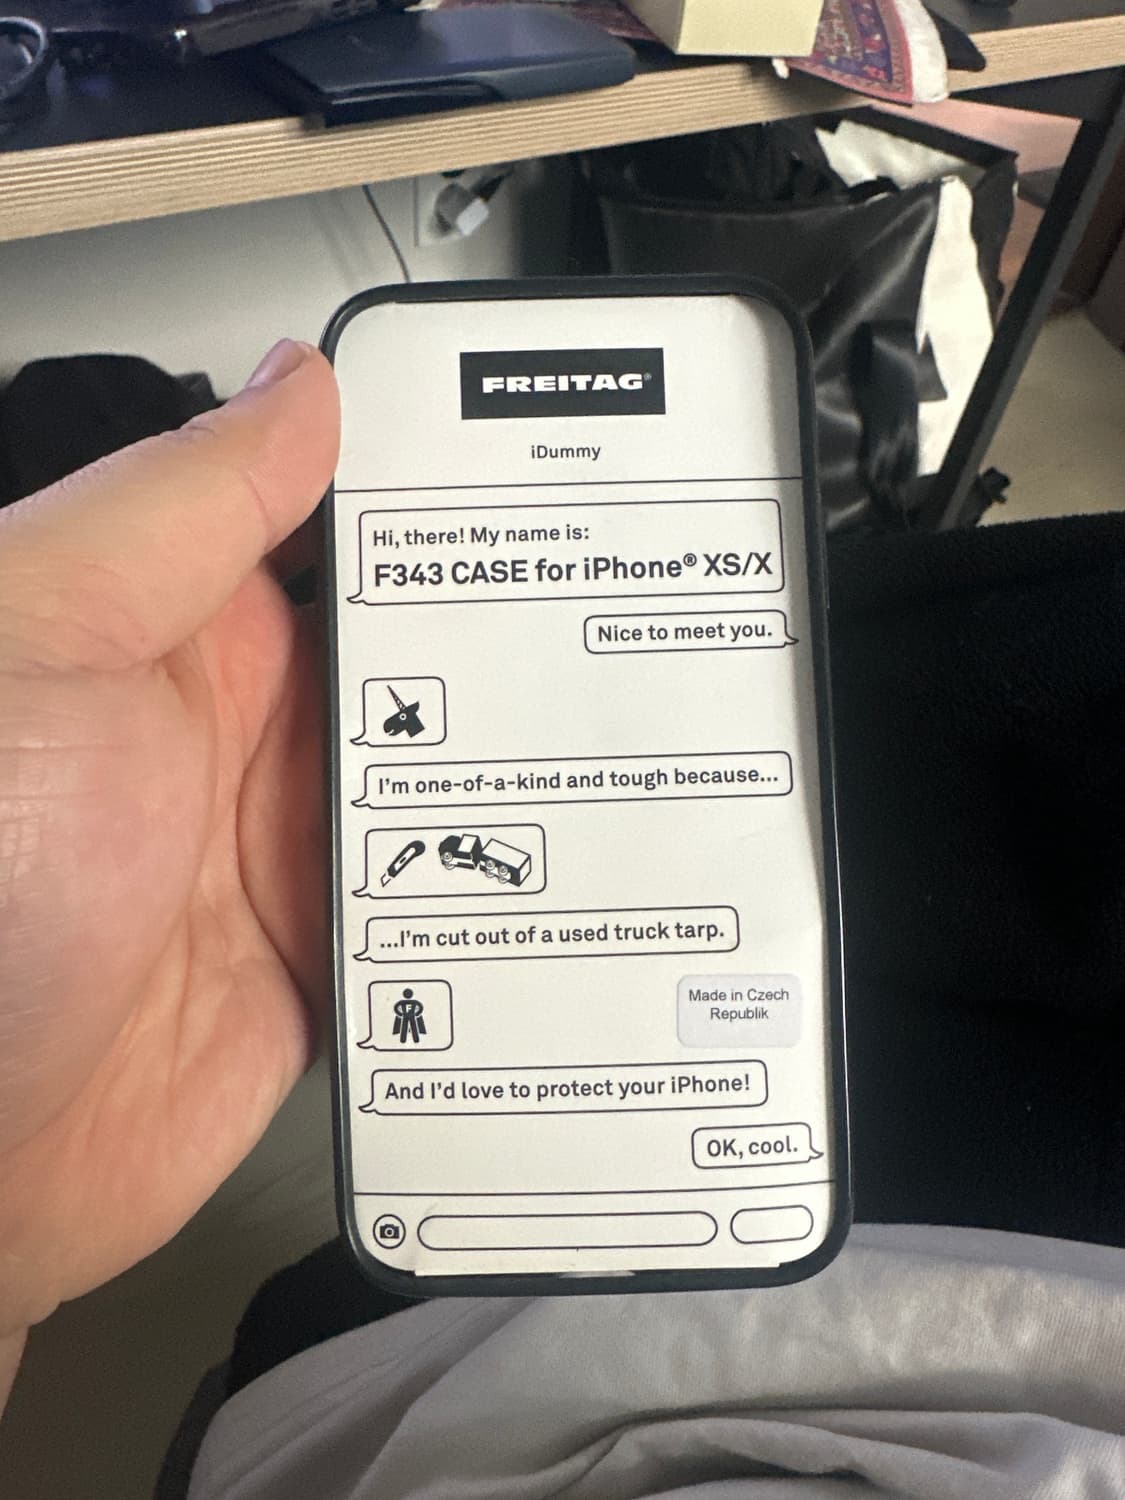 FREITAG®
iDummy
Hi, there! My name is:
F343 CASE for iPhone® XS/X
Nice to meet you.
I'm one-of-a-kind and tough because...
...I'm cut out of a used truck tarp.
F
Made in Czech
Republik
And I'd love to protect your iPhone!
OK, cool.